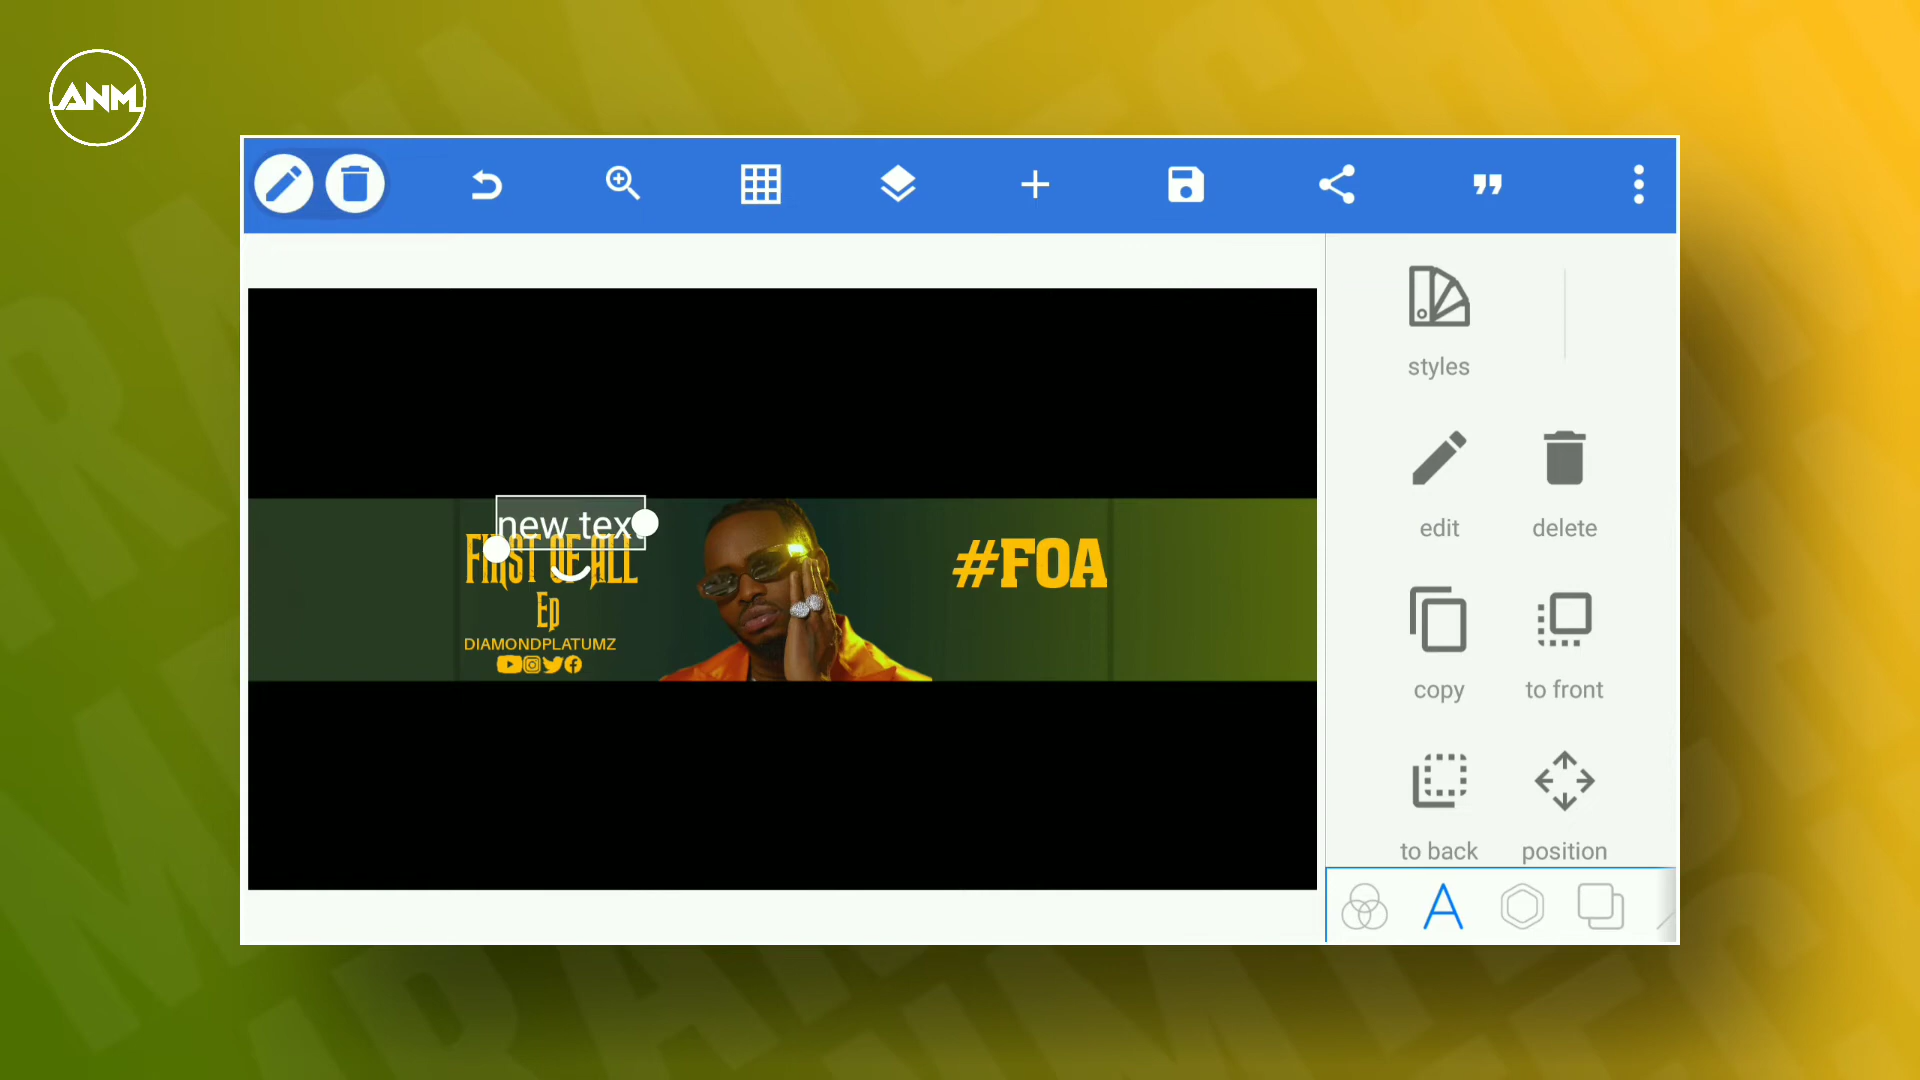 ANM
styles
edit
delete
copy
to front
to back
position
new tex
FIRST OF ALL
Ep
DIAMONDPLATUMZ
#FOA